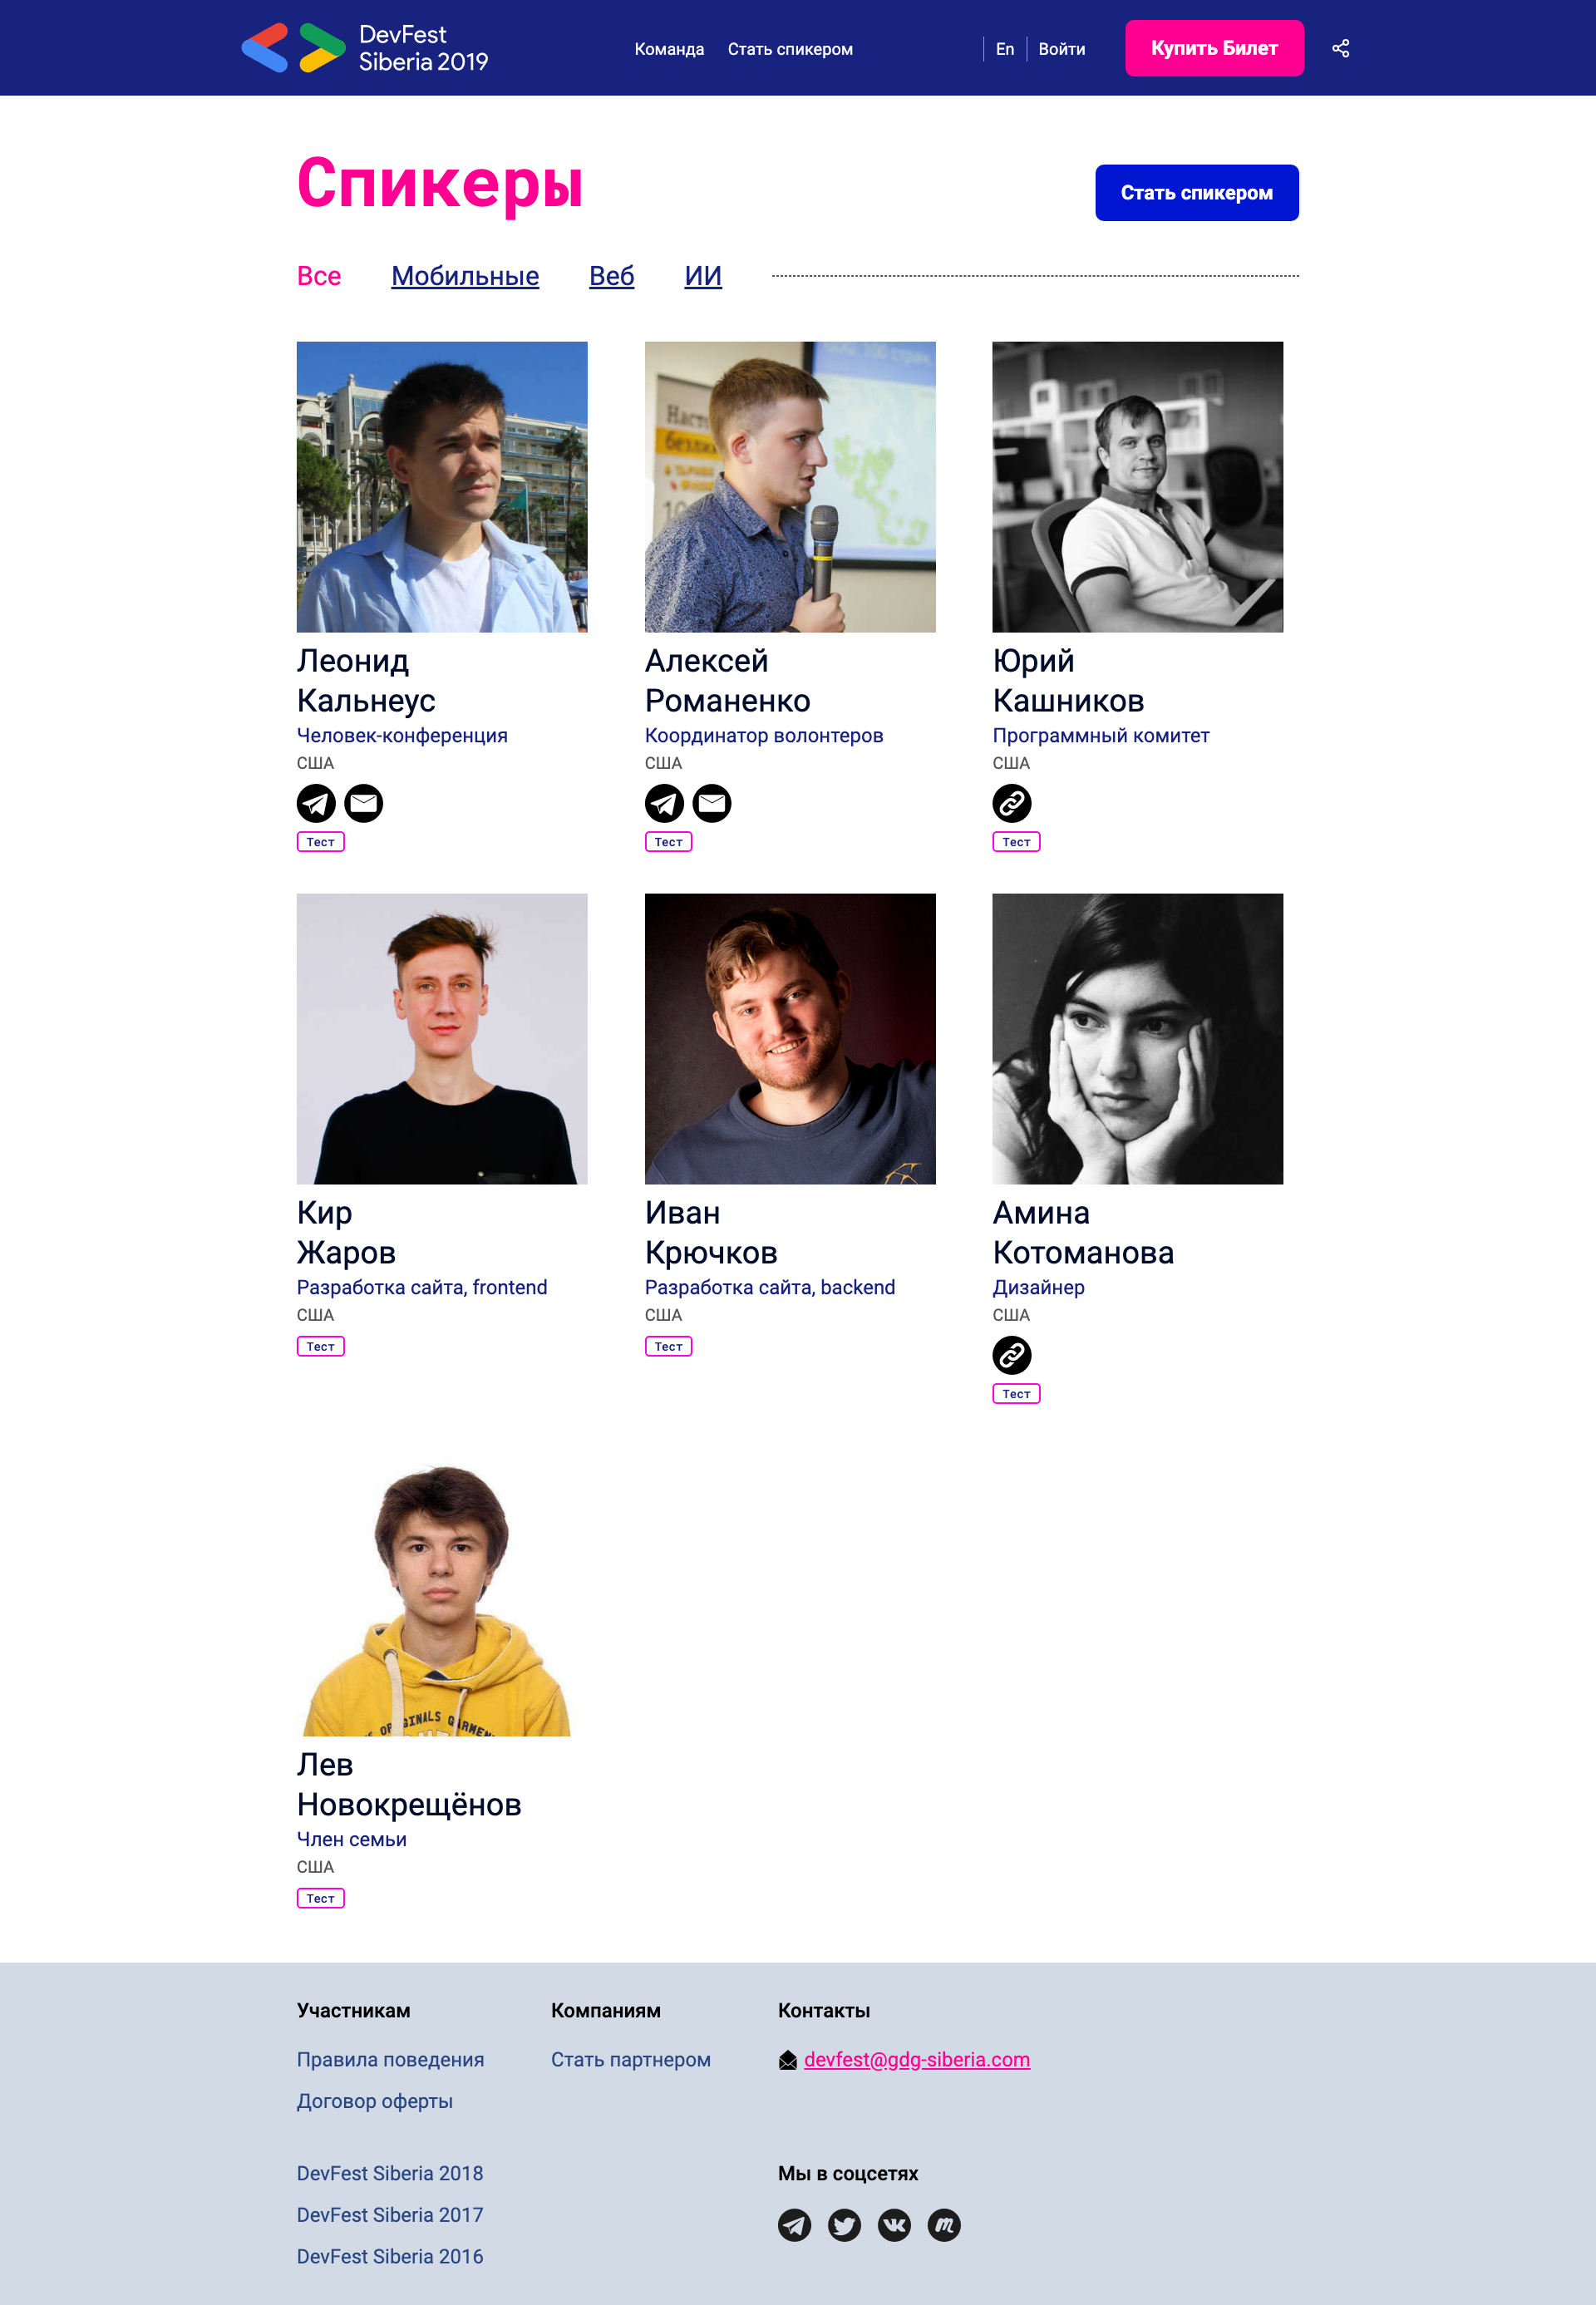 DevFest
Siberia 2019
Команда
Стать спикером
En
Войти
Купить Билет
Спикеры
Стать спикером
Все
Мобильные
Веб
ИИ
Леонид
Кальнеус
Человек-конференция
США
Тест
Алексей
Романенко
Координатор волонтеров
США
Тест
Юрий
Кашников
Программный комитет
США
Тест
Кир
Жаров
Разработка сайта, frontend
США
Тест
Иван
Крючков
Разработка сайта, backend
США
Тест
Амина
Котоманова
Дизайнер
США
Тест
Лев
Новокрещёнов
Член семьи
США
Тест
Участникам
Правила поведения
Договор оферты
DevFest Siberia 2018
DevFest Siberia 2017
DevFest Siberia 2016
Компаниям
Стать партнером
Контакты
devfest@gdg-siberia.com
Мы в соцсетях